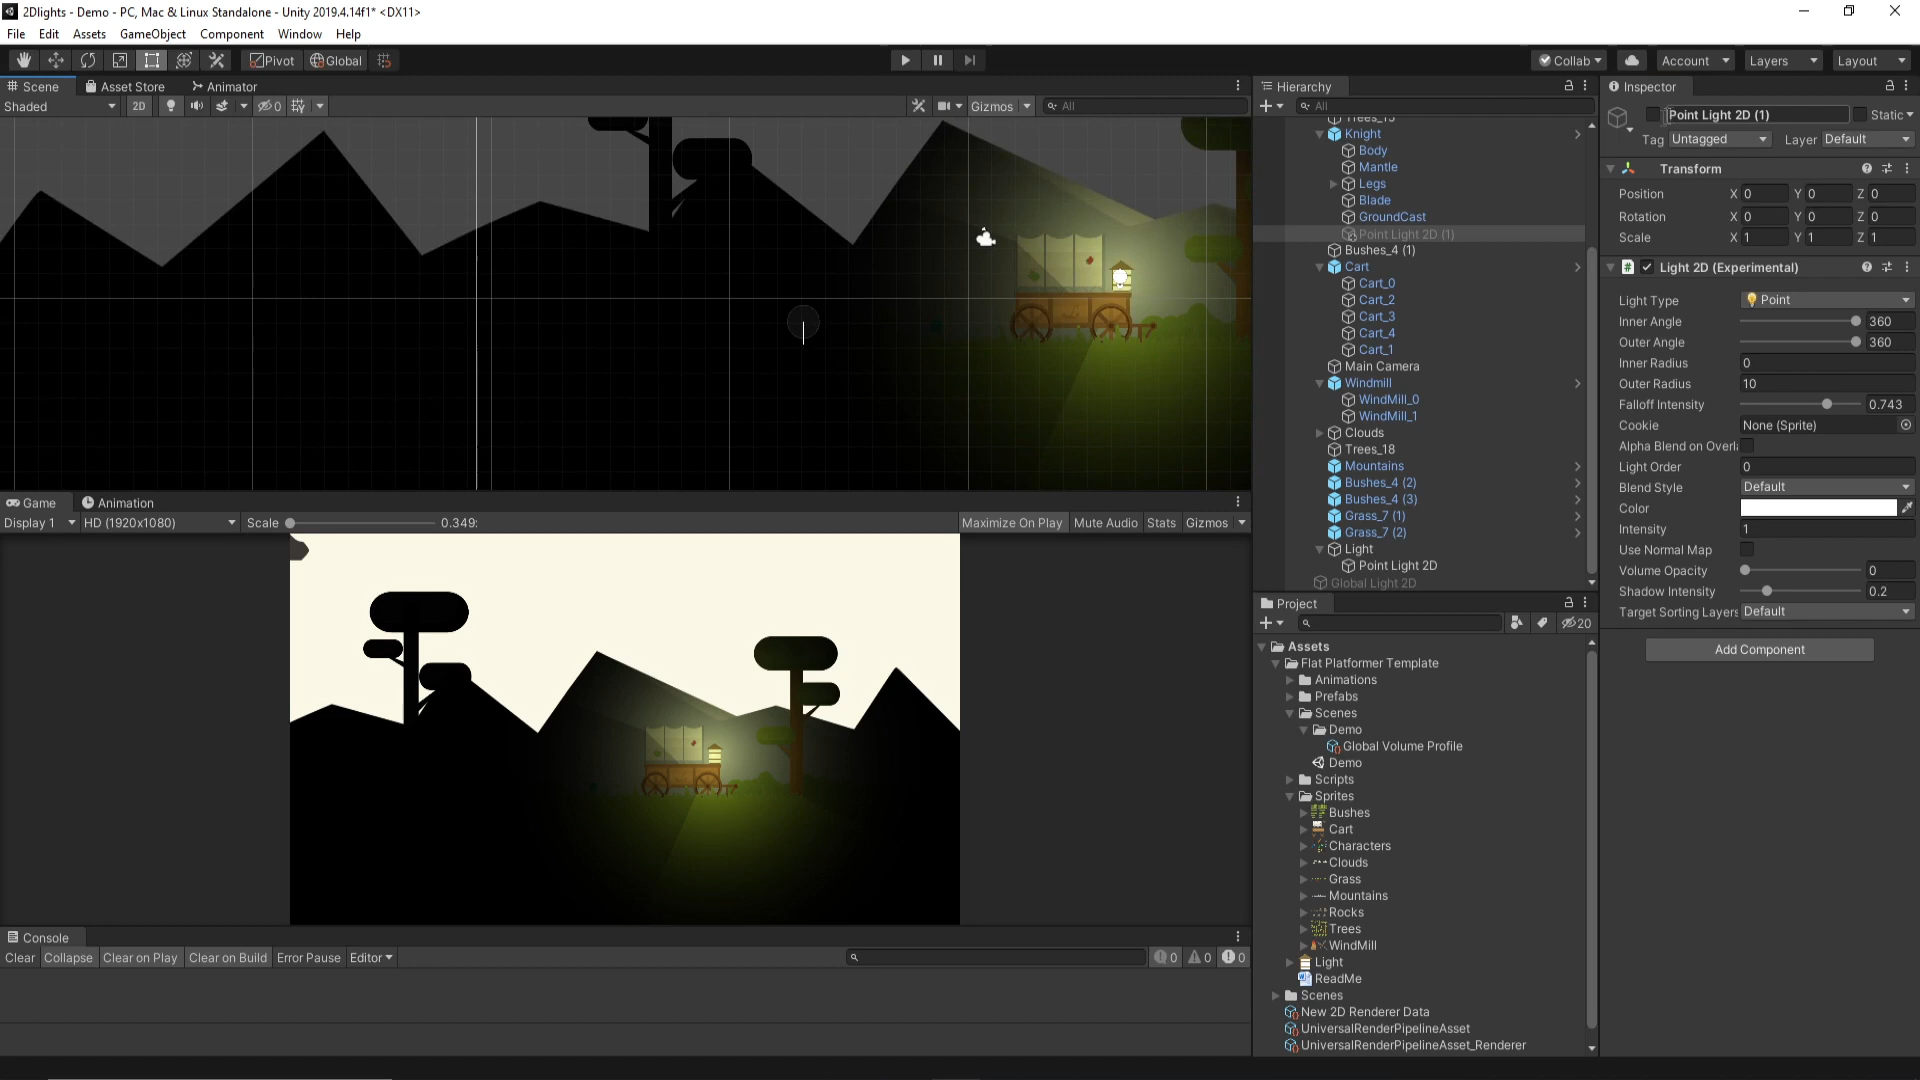 2Dlights - Demo - PC, Mac & Linux Standalone - Unity 2019.4.14f1* <DX11>
File Edit Assets GameObject Component Window Help
Pivot Global
Collab Account Layers Layout
Scene Asset Store Animator
Shaded 2D 0 Gizmos All
Hierarchy
All
Trees_15
Knight
Body
Mantle
Legs
Blade
GroundCast
Point Light 2D (1)
Bushes_4 (1)
Cart
Cart_0
Cart_2
Cart_3
Cart_4
Cart_1
Main Camera
Windmill
WindMill_0
WindMill_1
Clouds
Trees_18
Mountains
Bushes_4 (2)
Bushes_4 (3)
Grass_7 (1)
Grass_7 (2)
Light
Point Light 2D
Global Light 2D
Inspector
Point Light 2D (1) Static
Tag Untagged Layer Default
Transform
Position X 0 Y 0 Z 0
Rotation X 0 Y 0 Z 0
Scale X 1 Y 1 Z 1
Light 2D (Experimental)
Light Type Point
Inner Angle 360
Outer Angle 360
Inner Radius 0
Outer Radius 10
Falloff Intensity 0.743
Cookie None (Sprite)
Alpha Blend on Overl
Light Order 0
Blend Style Default
Color
Intensity 1
Use Normal Map
Volume Opacity 0
Shadow Intensity 0.2
Target Sorting Layers Default
Add Component
Game Animation
Display 1 HD (1920x1080) Scale 0.349: Maximize On Play Mute Audio Stats Gizmos
Project
20
Assets
Flat Platformer Template
Animations
Prefabs
Scenes
Demo
Global Volume Profile
Demo
Scripts
Sprites
Bushes
Cart
Characters
Clouds
Grass
Mountains
Rocks
Trees
WindMill
Light
ReadMe
Scenes
New 2D Renderer Data
UniversalRenderPipelineAsset
UniversalRenderPipelineAsset_Renderer
Console
Clear Collapse Clear on Play Clear on Build Error Pause Editor 0 0 0